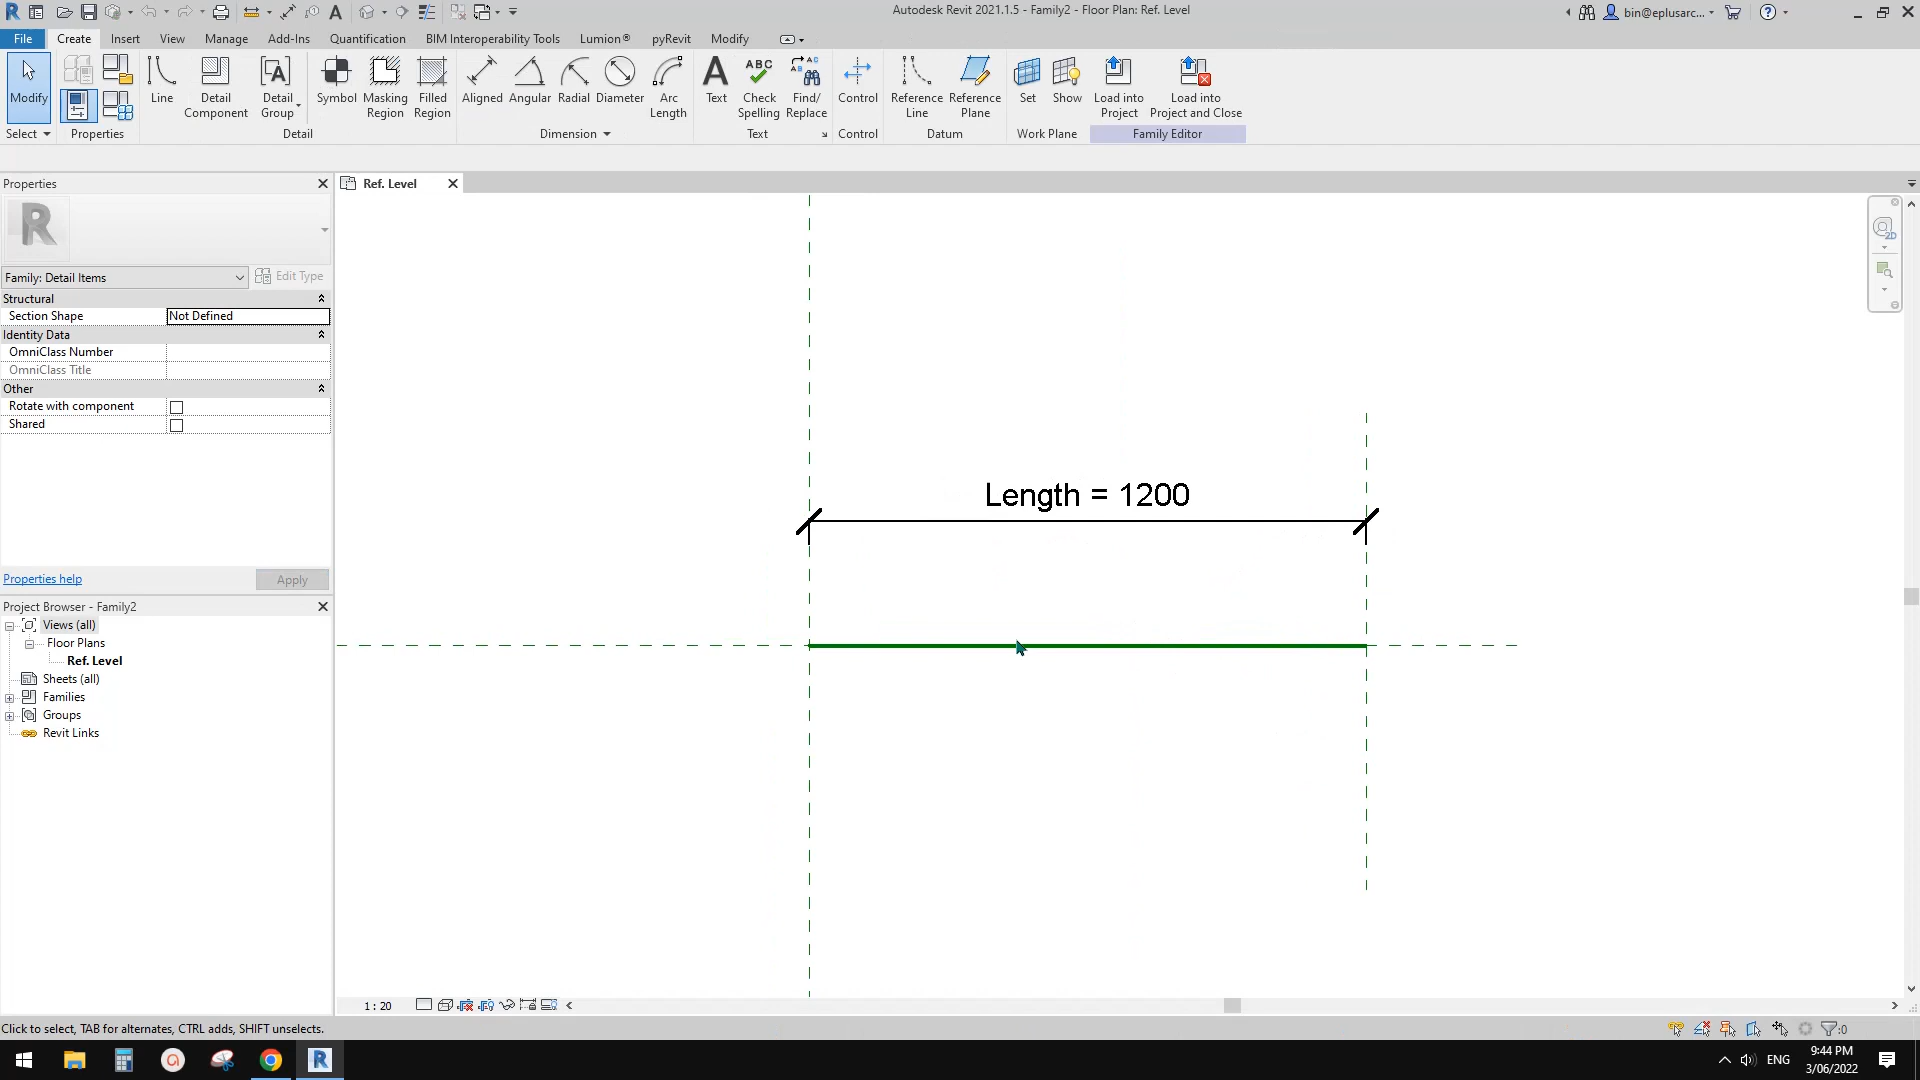 Autodesk Revit 2021.1.5 - Family2 - Floor Plan: Ref. Level
bin@eplusarc...
File Create Insert View Manage Add-Ins Quantification BIM Interoperability Tools Lumion® pyRevit Modify
Modify
Line
Detail Component
Detail Group
Symbol
Masking Region
Filled Region
Aligned
Angular
Radial
Diameter
Arc Length
Text
ABC
Check Spelling
Find/ Replace
Control
Reference Line
Reference Plane
Set
Show
Load into Project
Load into Project and Close
Select Properties Detail Dimension Text Control Datum Work Plane Family Editor
Properties
Ref. Level
Family: Detail Items
Edit Type
Structural
Section Shape Not Defined
Identity Data
OmniClass Number
OmniClass Title
Other
Rotate with component
Shared
Properties help Apply
Project Browser - Family2
Views (all)
Floor Plans
Ref. Level
Sheets (all)
Families
Groups
Revit Links
Length = 1200
2D
1 : 20
Click to select, TAB for alternates, CTRL adds, SHIFT unselects.
:0
ENG
9:44 PM
3/06/2022